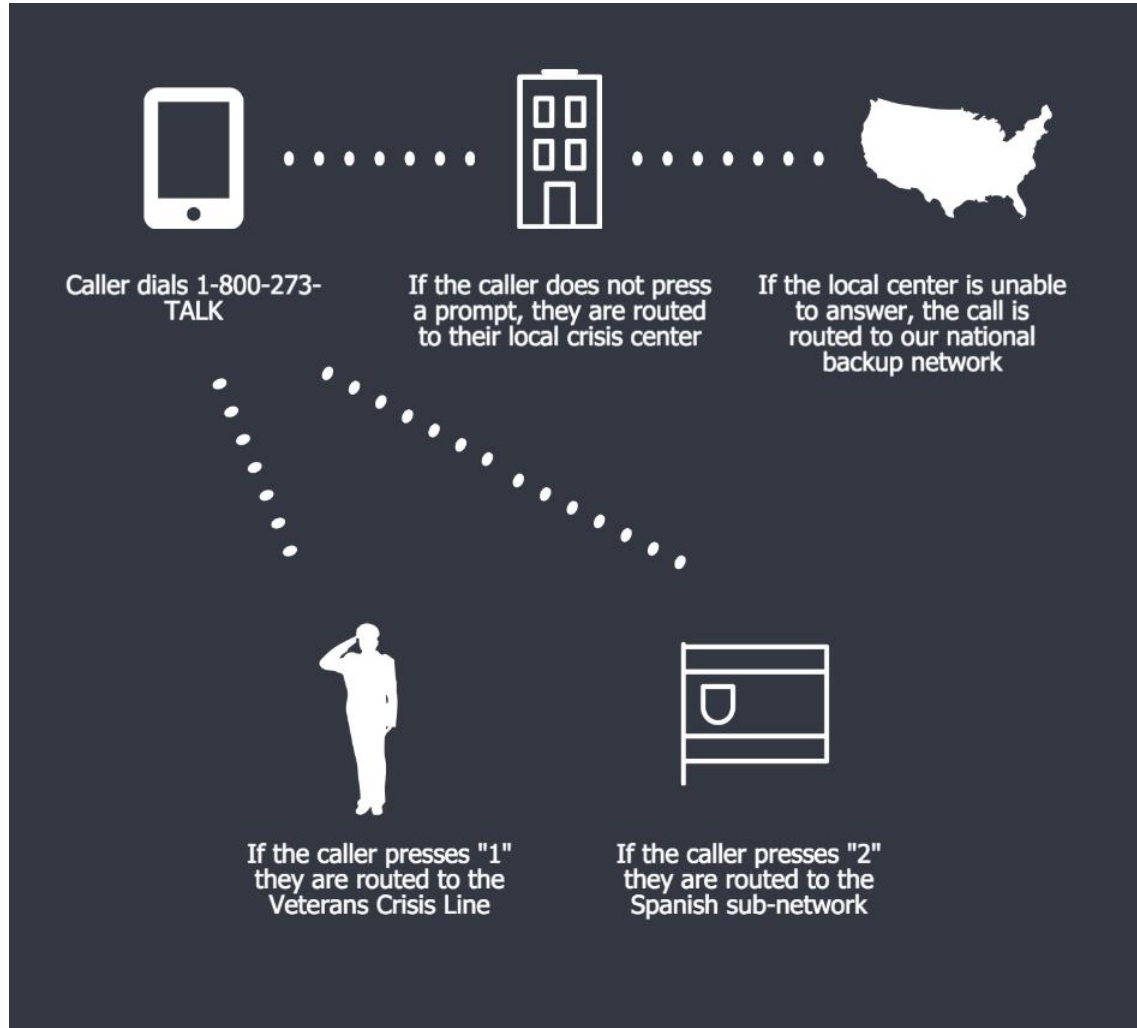 Caller dials 1-800-273-
TALK
If the caller does not press
a prompt, they are routed
to their local crisis center
If the local center is unable
to answer, the call is
routed to our national
backup network
If the caller presses "1"
they are routed to the
Veterans Crisis Line
If the caller presses "2"
they are routed to the
Spanish sub-network